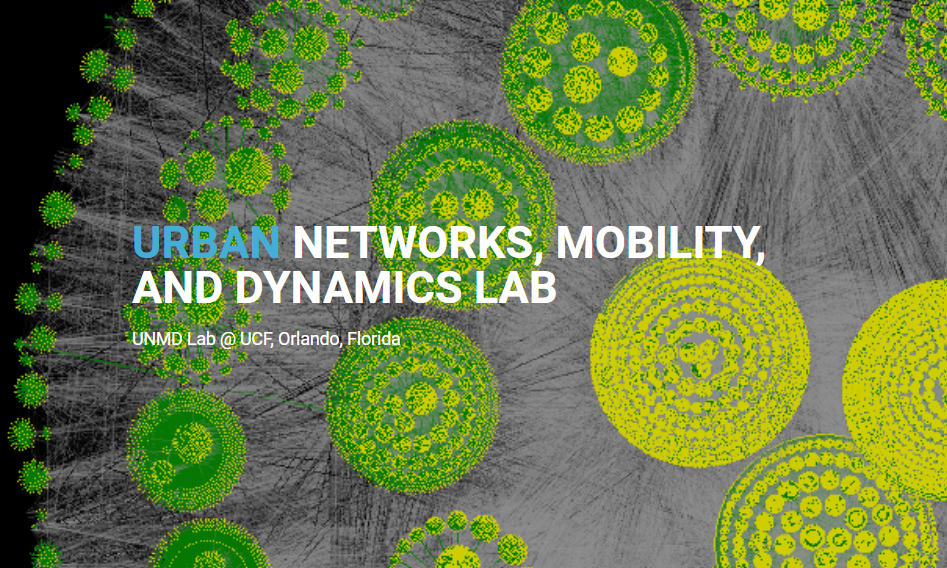 URBAN NETWORKS, MOBILITY,
AND DYNAMICS LAB
UNMD Lab @ UCF, Orlando, Florida